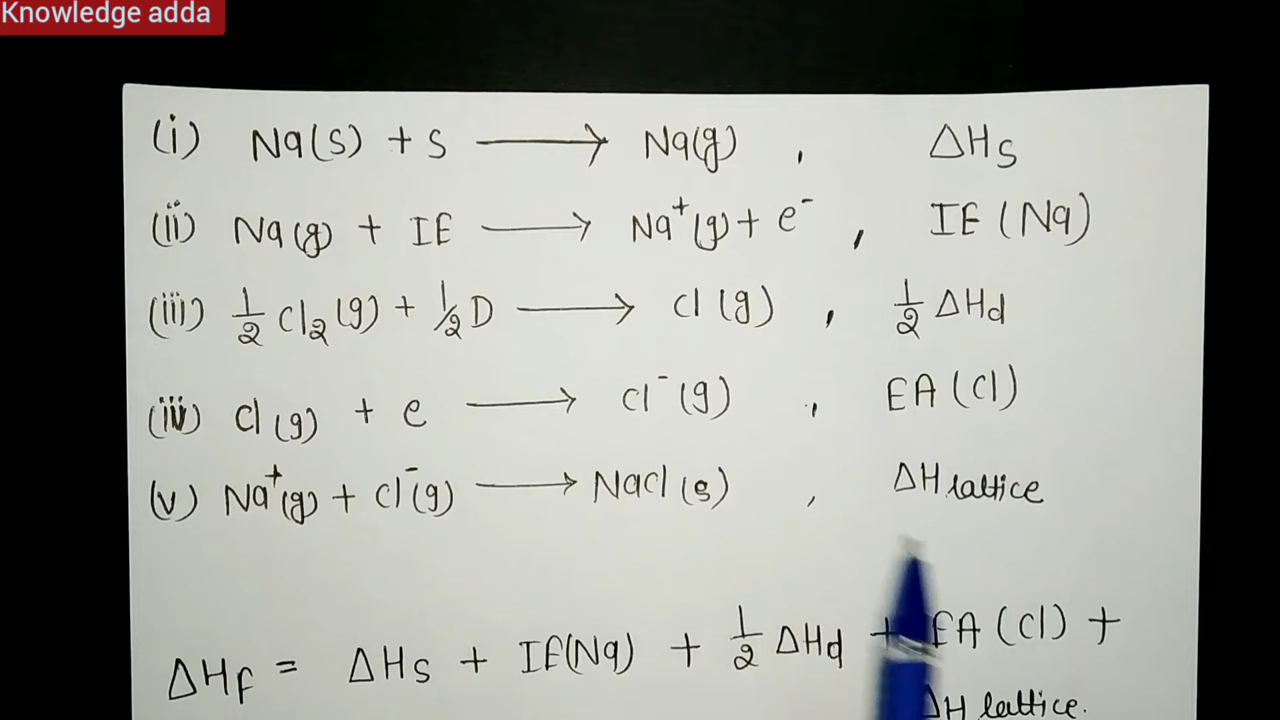 Knowledge adda
(i) Na(s) + S ⟶ Na(g) , ΔHs
(ii) Na(g) + IE ⟶ Na⁺(g) + e⁻ , IE (Na)
(iii) ½ Cl₂(g) + ½D ⟶ Cl (g) , ½ ΔHd
(iv) Cl(g) + e ⟶ Cl⁻(g) , EA (Cl)
(v) Na⁺(g) + Cl⁻(g) ⟶ Nacl (s) , ΔH lattice
ΔHf = ΔHs + IE(Na) + ½ ΔHd + EA (Cl) +
ΔH lattice.